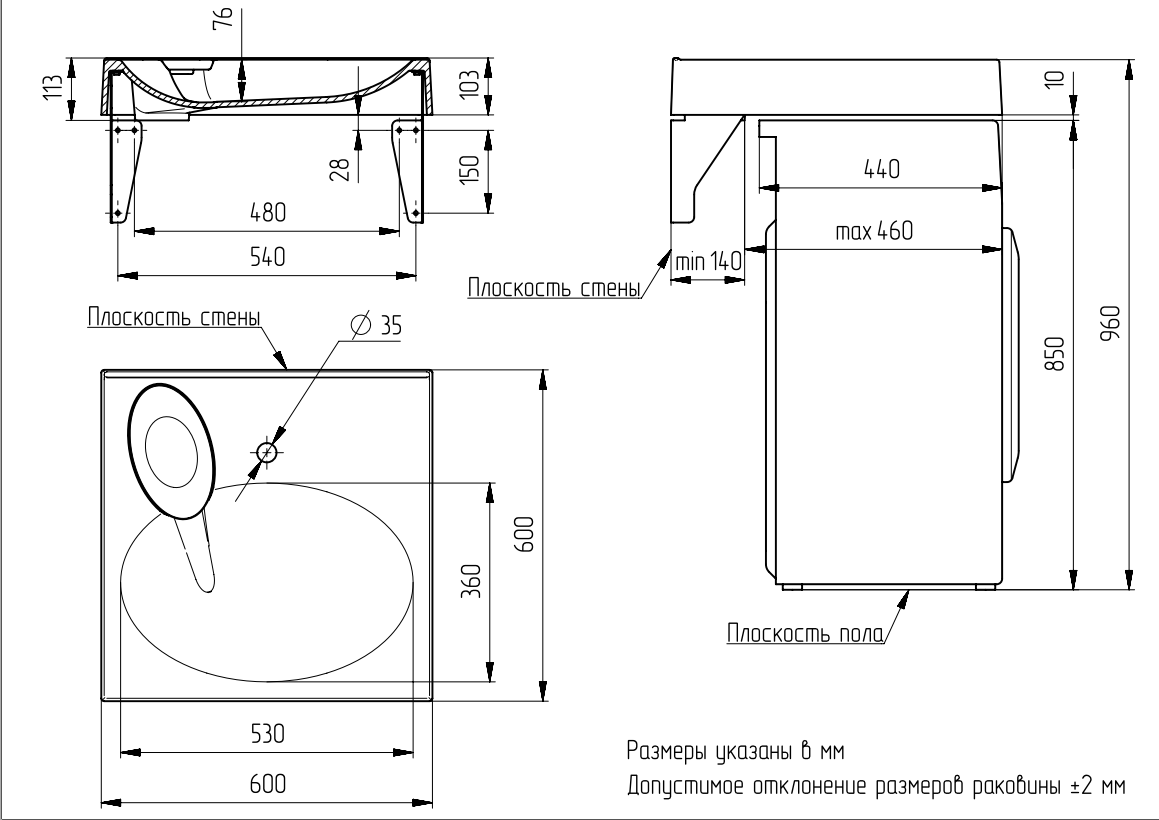 76
113
103
28
150
480
540
10
440
max 460
min 140
Плоскость стены
850
960
Плоскость пола
Плоскость стены
∅ 35
360
600
530
600
Размеры указаны в мм
Допустимое отклонение размеров раковины ±2 мм